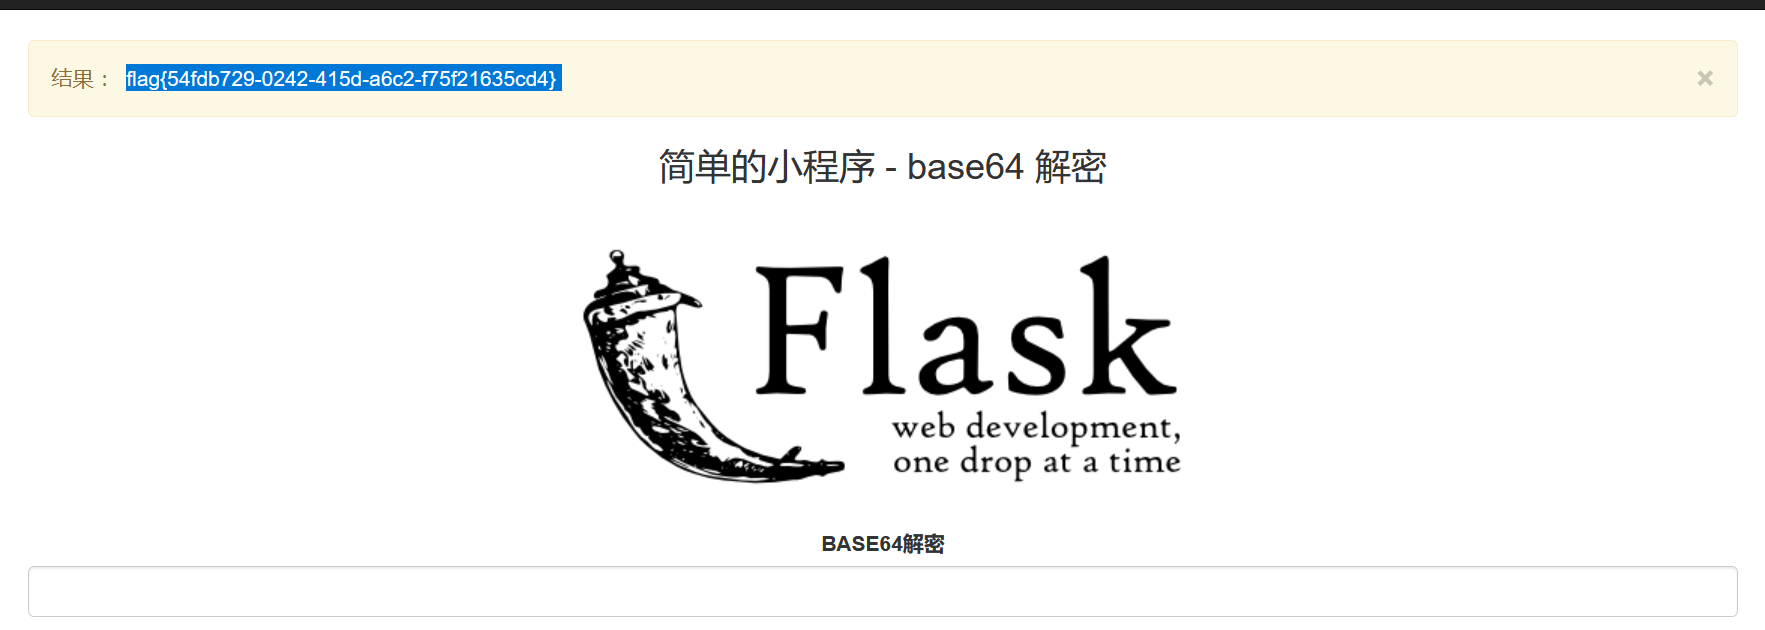 结果： flag{54fdb729-0242-415d-a6c2-f75f21635cd4}
×
简单的小程序 - base64 解密
Flask
web development,
one drop at a time
BASE64解密